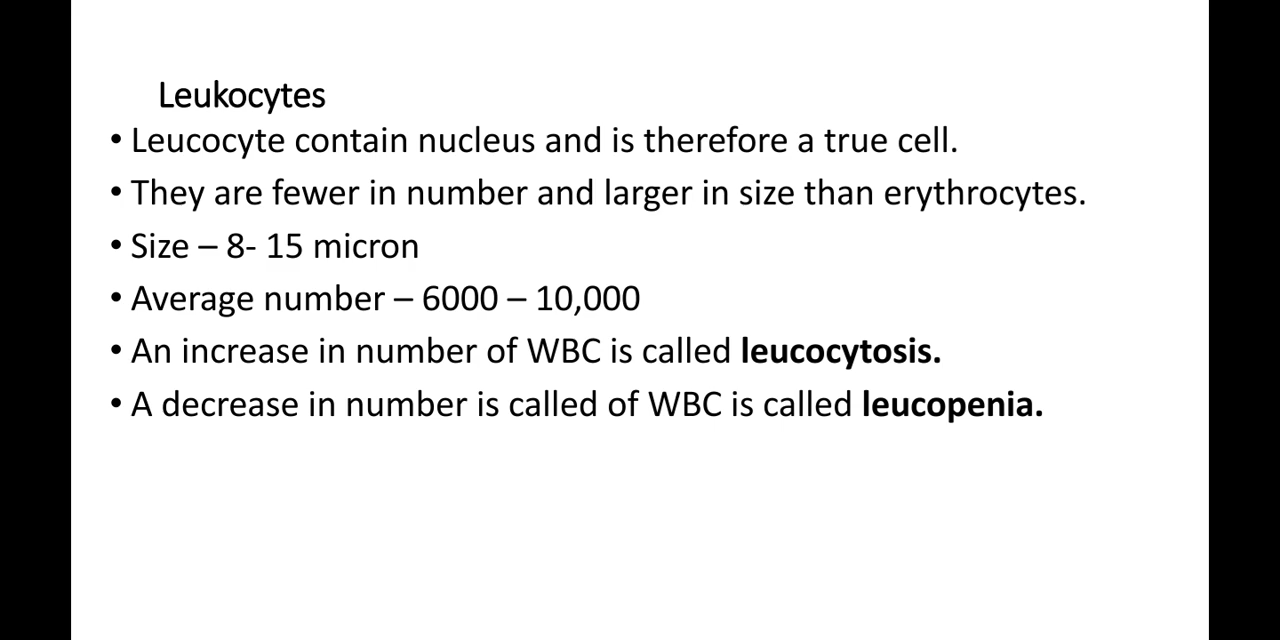 Leukocytes
• Leucocyte contain nucleus and is therefore a true cell.
• They are fewer in number and larger in size than erythrocytes.
• Size – 8- 15 micron
• Average number – 6000 – 10,000
• An increase in number of WBC is called leucocytosis.
• A decrease in number is called of WBC is called leucopenia.